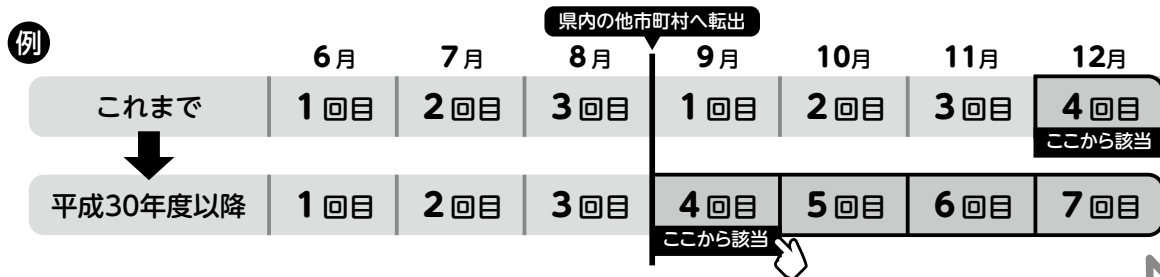 県内の他市町村へ転出
例
6月 7月 8月 9月 10月 11月 12月
これまで 1回目 2回目 3回目 1回目 2回目 3回目 4回目
ここから該当
平成30年度以降 1回目 2回目 3回目 4回目 5回目 6回目 7回目
ここから該当